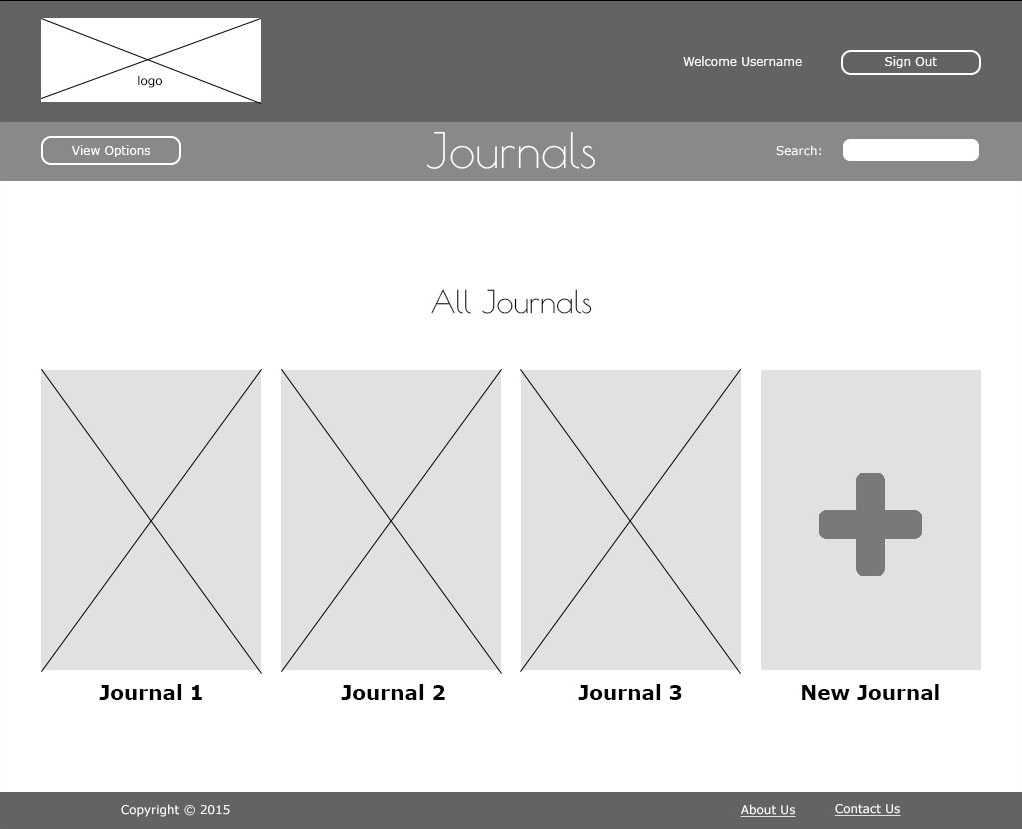 logo
Welcome Username
Sign Out
View Options
Journals
Search:
All Journals
Journal 1
Journal 2
Journal 3
New Journal
Copyright © 2015
About Us
Contact Us